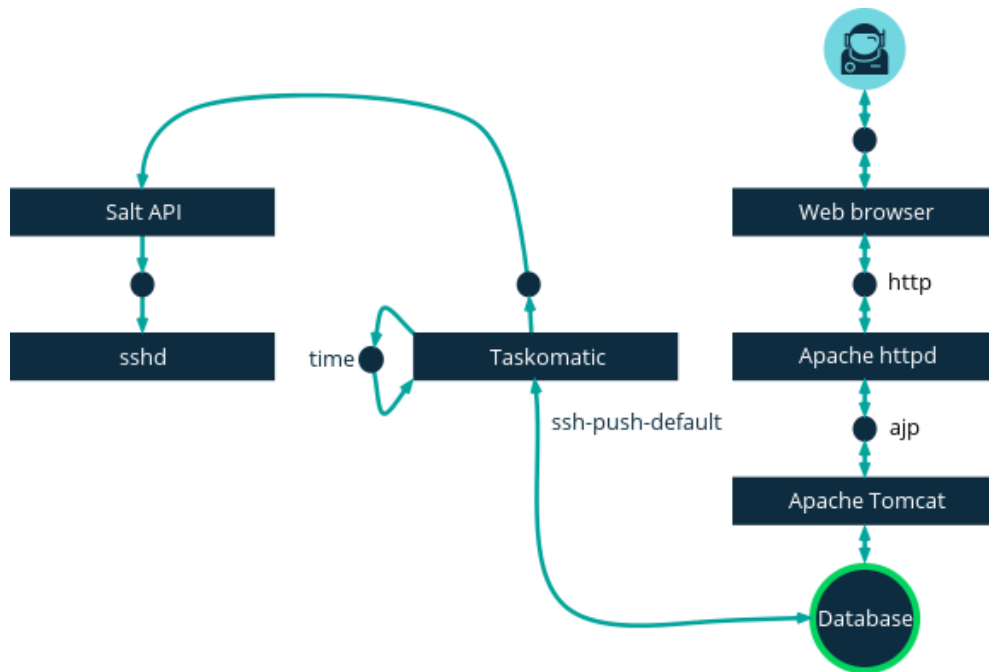 Salt API
Web browser
http
sshd
time
Taskomatic
Apache httpd
ssh-push-default
ajp
Apache Tomcat
Database